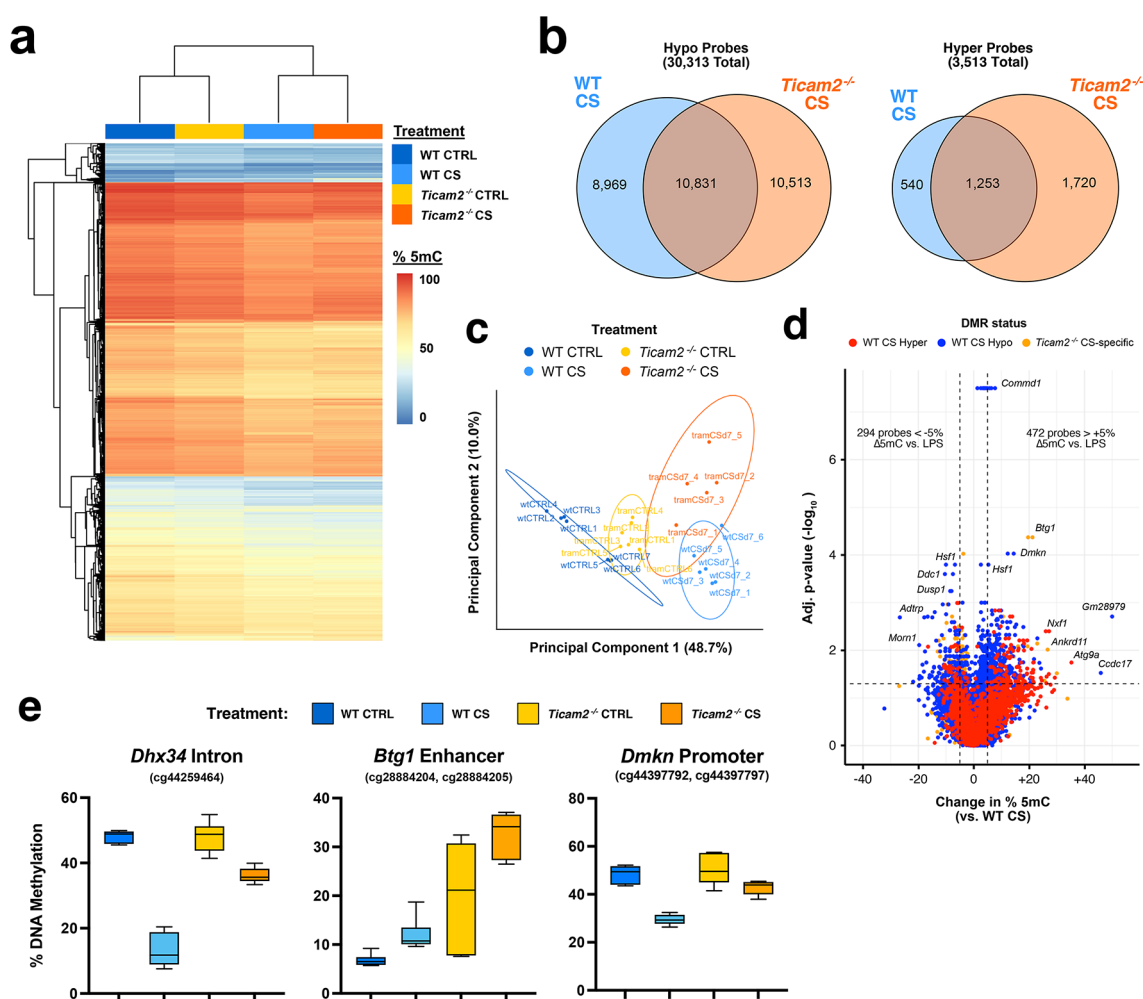 a
Treatment
WT CTRL
WT CS
Ticam2-/- CTRL
Ticam2-/- CS
% 5mC
100
50
0
b
Hypo Probes
(30,313 Total)
WT
CS
Ticam2-/-
CS
8,969
10,831
10,513
Hyper Probes
(3,513 Total)
WT
CS
Ticam2-/-
CS
540
1,253
1,720
c
Treatment
WT CTRL
Ticam2-/- CTRL
WT CS
Ticam2-/- CS
Principal Component 2 (10.0%)
tramCSd7_5
tramCSd7_4
tramCSd7_2
tramCSd7_3
tramCSd7_1
wtCTRL4
wtCTRL3
wtCTRL2
wtCTRL1
tramCTRL4
tramCTRL1
wtCTRL7
wtCTRL5
wtCTRL6
wtCSd7_6
wtCSd7_5
wtCSd7_4
wtCSd7_3
wtCSd7_2
wtCSd7_1
Principal Component 1 (48.7%)
d
DMR status
WT CS Hyper
WT CS Hypo
Ticam2-/- CS-specific
Commd1
294 probes < -5%
Δ5mC vs. LPS
472 probes > +5%
Δ5mC vs. LPS
Btg1
Hsf1
Dmkn
Ddc1
Hsf1
Dusp1
Adtrp
Gm28979
Morn1
Nxf1
Ankrd11
Atg9a
Ccdc17
Adj. p-value (-log10)
6
4
2
0
-40
-20
0
+20
+40
Change in % 5mC
(vs. WT CS)
e
Treatment:
WT CTRL
WT CS
Ticam2-/- CTRL
Ticam2-/- CS
% DNA Methylation
Dhx34 Intron
(cg44259464)
60
40
20
0
Btg1 Enhancer
(cg28884204, cg28884205)
40
30
20
10
0
Dmkn Promoter
(cg44397792, cg44397797)
80
60
40
20
0